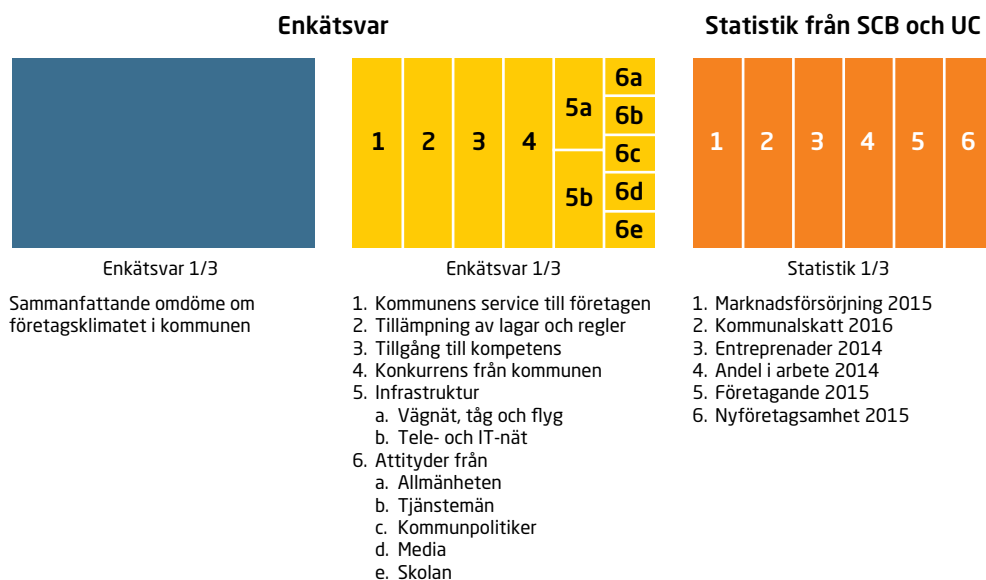 Enkätsvar
Statistik från SCB och UC
1
2
3
4
5a
5b
6a
6b
6c
6d
6e
1
2
3
4
5
6
Enkätsvar 1/3
Sammanfattande omdöme om
företagsklimatet i kommunen
Enkätsvar 1/3
1. Kommunens service till företagen
2. Tillämpning av lagar och regler
3. Tillgång till kompetens
4. Konkurrens från kommunen
5. Infrastruktur
a. Vägnät, tåg och flyg
b. Tele- och IT-nät
6. Attityder från
a. Allmänheten
b. Tjänstemän
c. Kommunpolitiker
d. Media
e. Skolan
Statistik 1/3
1. Marknadsförsörjning 2015
2. Kommunalskatt 2016
3. Entreprenader 2014
4. Andel i arbete 2014
5. Företagande 2015
6. Nyföretagsamhet 2015